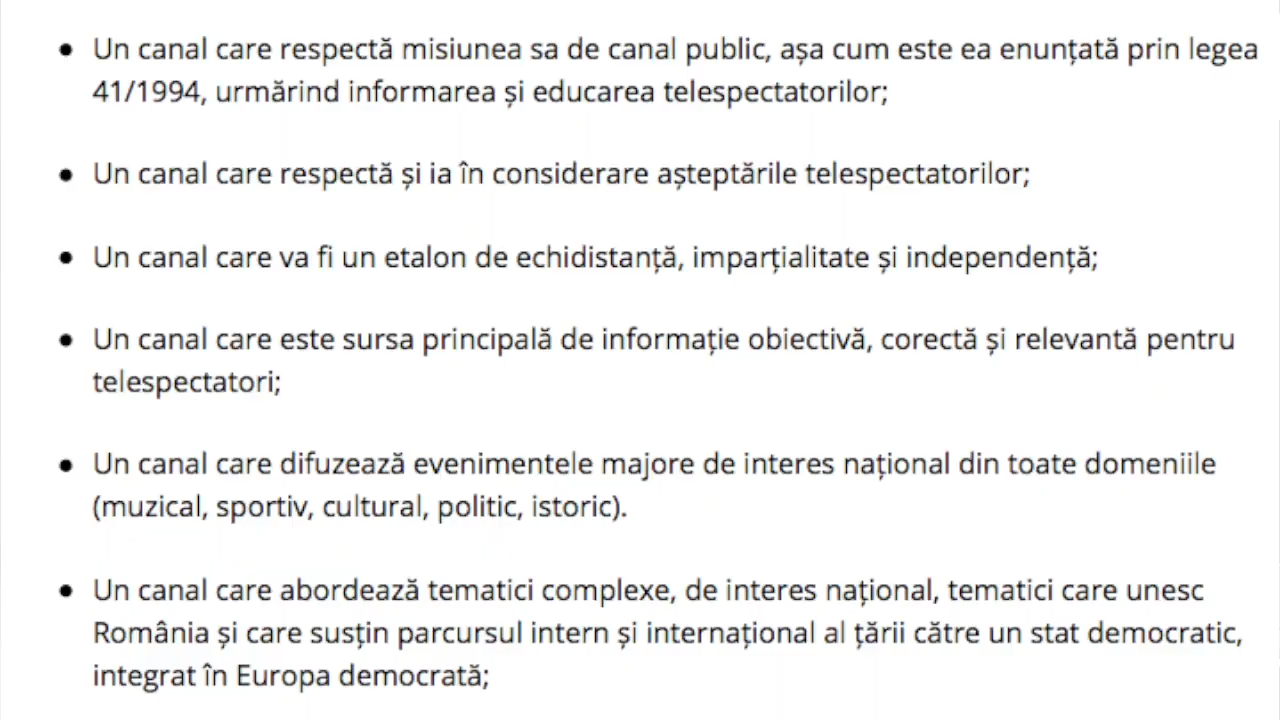 • Un canal care respectă misiunea sa de canal public, așa cum este ea enunțată prin legea
41/1994, urmărind informarea și educarea telespectatorilor;
• Un canal care respectă și ia în considerare așteptările telespectatorilor;
• Un canal care va fi un etalon de echidistanță, imparțialitate și independență;
• Un canal care este sursa principală de informație obiectivă, corectă și relevantă pentru
telespectatori;
• Un canal care difuzează evenimentele majore de interes național din toate domeniile
(muzical, sportiv, cultural, politic, istoric).
• Un canal care abordează tematici complexe, de interes național, tematici care unesc
România și care susțin parcursul intern și internațional al țării către un stat democratic,
integrat în Europa democrată;